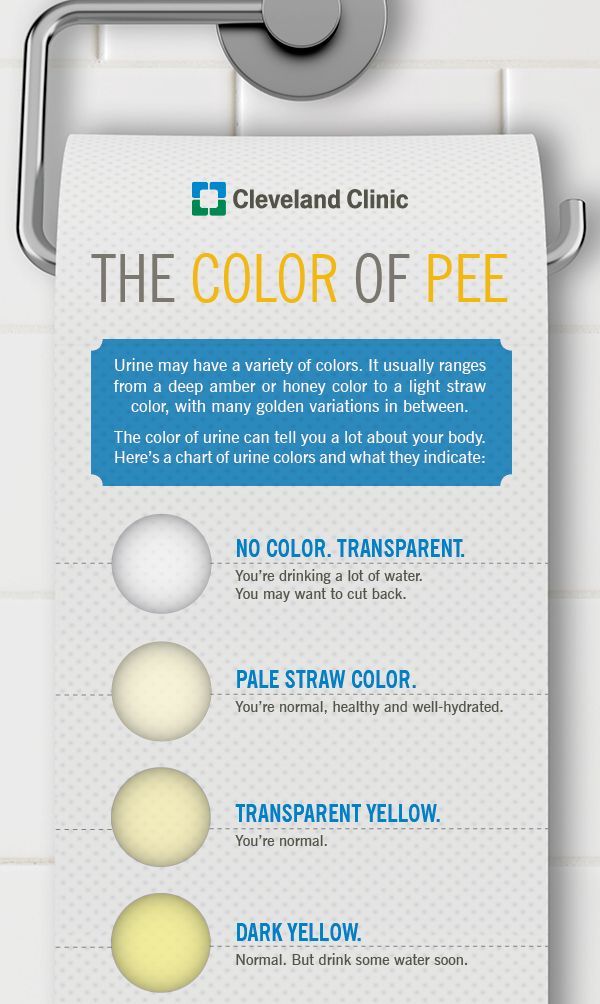 Cleveland Clinic
THE COLOR OF PEE
Urine may have a variety of colors. It usually ranges
from a deep amber or honey color to a light straw
color, with many golden variations in between.
The color of urine can tell you a lot about your body.
Here's a chart of urine colors and what they indicate:
NO COLOR. TRANSPARENT.
You're drinking a lot of water.
You may want to cut back.
PALE STRAW COLOR.
You're normal, healthy and well-hydrated.
TRANSPARENT YELLOW.
You're normal.
DARK YELLOW.
Normal. But drink some water soon.